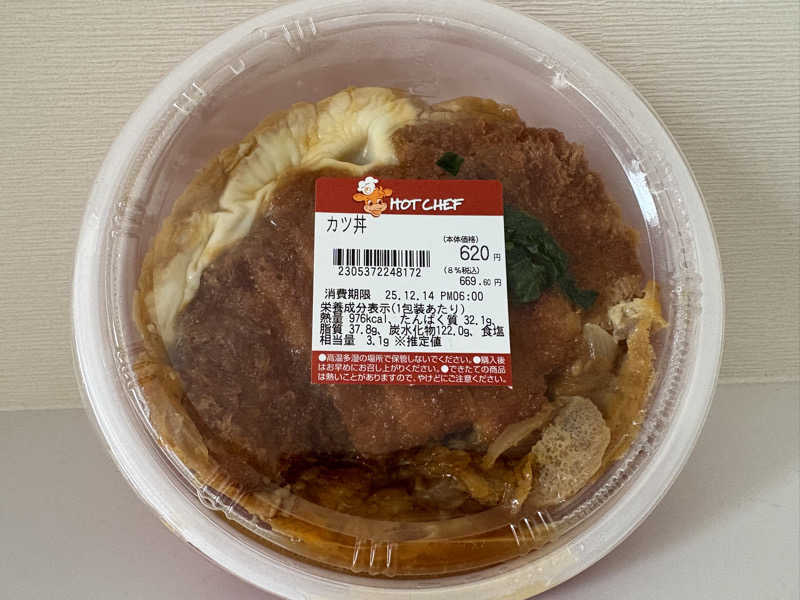 HOT CHEF
カツ丼
(本体価格)
620円
2305372248172
(8%税込)
669.60円
消費期限 25.12.14 PM06:00
栄養成分表示(1包装あたり)
熱量 976kcal、たんぱく質 32.1g、
脂質 37.8g、炭水化物122.0g、食塩
相当量 3.1g ※推定値
●高温多湿の場所で保管しないでください。●購入後
はお早めにお召し上がりください。●できたての商品
は熱いことがありますので、やけどにご注意ください。